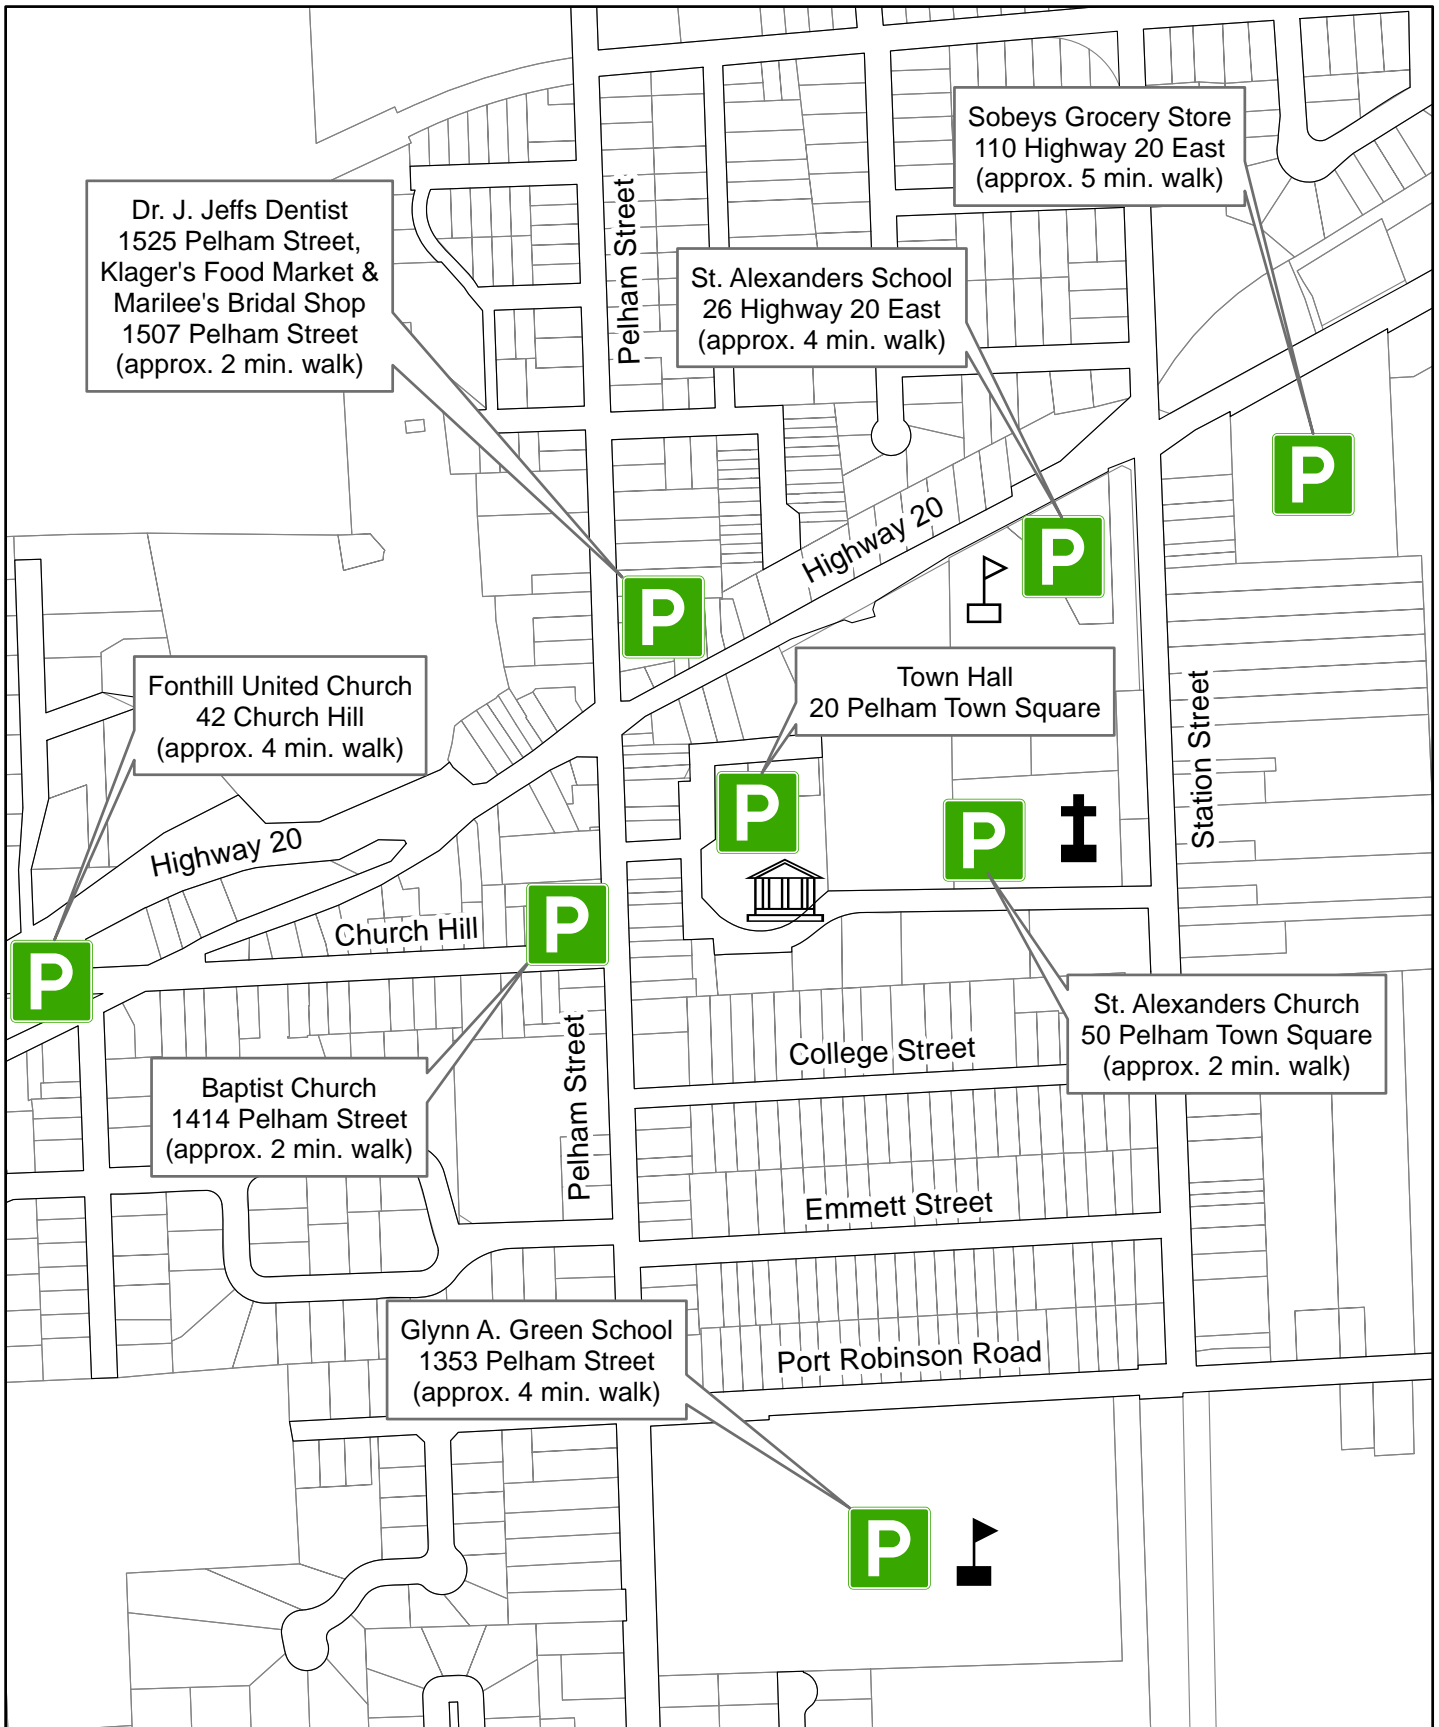 Sobeys Grocery Store
110 Highway 20 East
(approx. 5 min. walk)
Dr. J. Jeffs Dentist
1525 Pelham Street,
Klager's Food Market &
Marilee's Bridal Shop
1507 Pelham Street
(approx. 2 min. walk)
Pelham Street
St. Alexanders School
26 Highway 20 East
(approx. 4 min. walk)
P
Highway 20
P
P
Fonthill United Church
42 Church Hill
(approx. 4 min. walk)
Town Hall
20 Pelham Town Square
Station Street
P
P
Highway 20
Church Hill
P
P
St. Alexanders Church
50 Pelham Town Square
(approx. 2 min. walk)
College Street
Pelham Street
Baptist Church
1414 Pelham Street
(approx. 2 min. walk)
Emmett Street
Glynn A. Green School
1353 Pelham Street
(approx. 4 min. walk)
Port Robinson Road
P